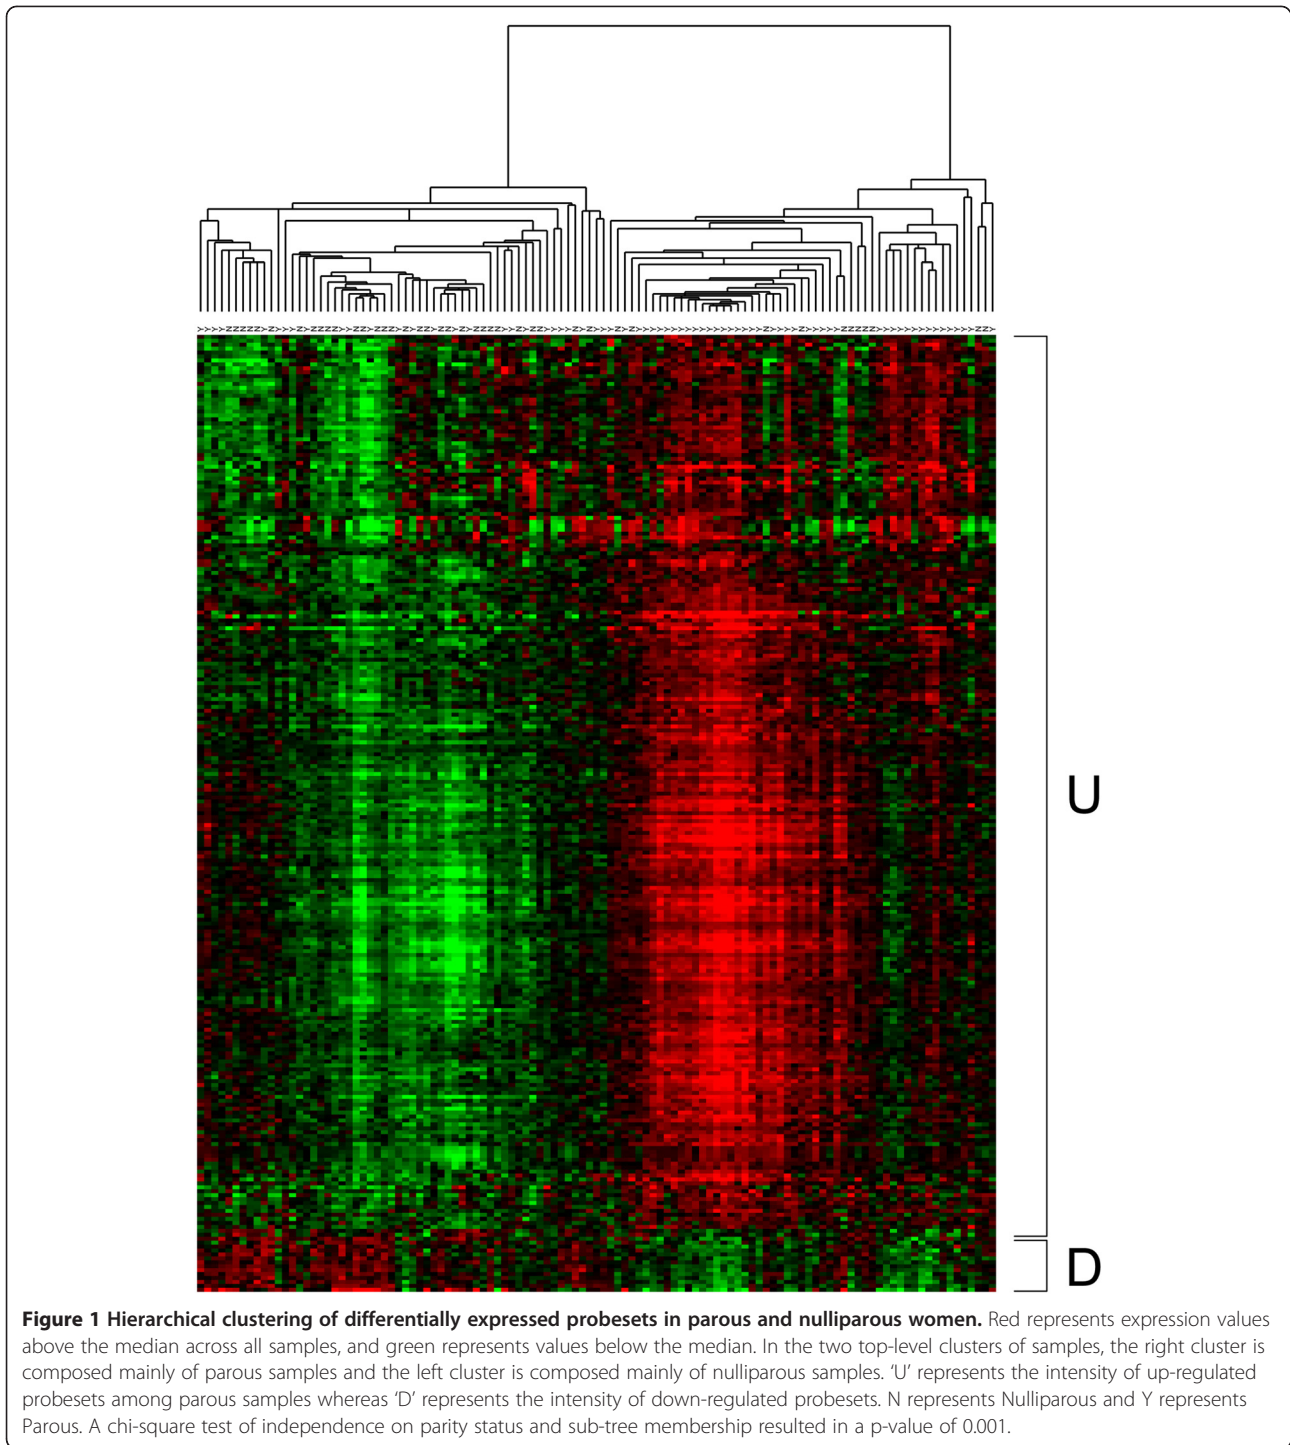 U
D
Figure 1 Hierarchical clustering of differentially expressed probesets in parous and nulliparous women. Red represents expression values
above the median across all samples, and green represents values below the median. In the two top-level clusters of samples, the right cluster is
composed mainly of parous samples and the left cluster is composed mainly of nulliparous samples. ‘U’ represents the intensity of up-regulated
probesets among parous samples whereas ‘D’ represents the intensity of down-regulated probesets. N represents Nulliparous and Y represents
Parous. A chi-square test of independence on parity status and sub-tree membership resulted in a p-value of 0.001.